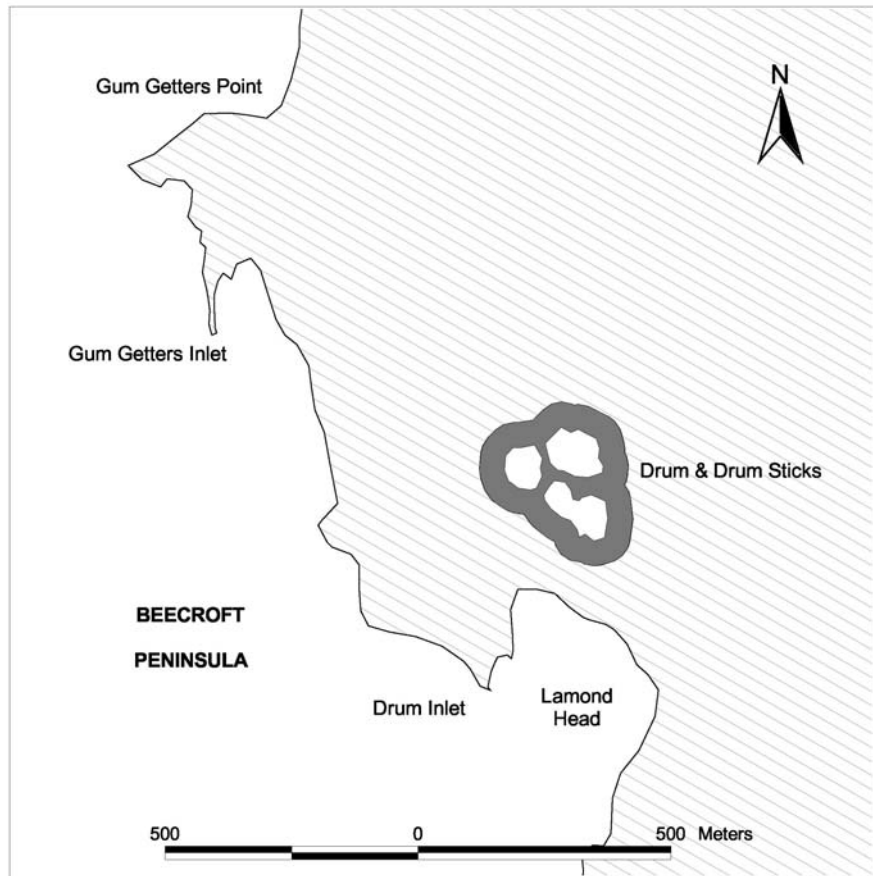 Gum Getters Point
N
Gum Getters Inlet
Drum & Drum Sticks
BEECROFT
PENINSULA
Drum Inlet
Lamond
Head
500 0 500 Meters